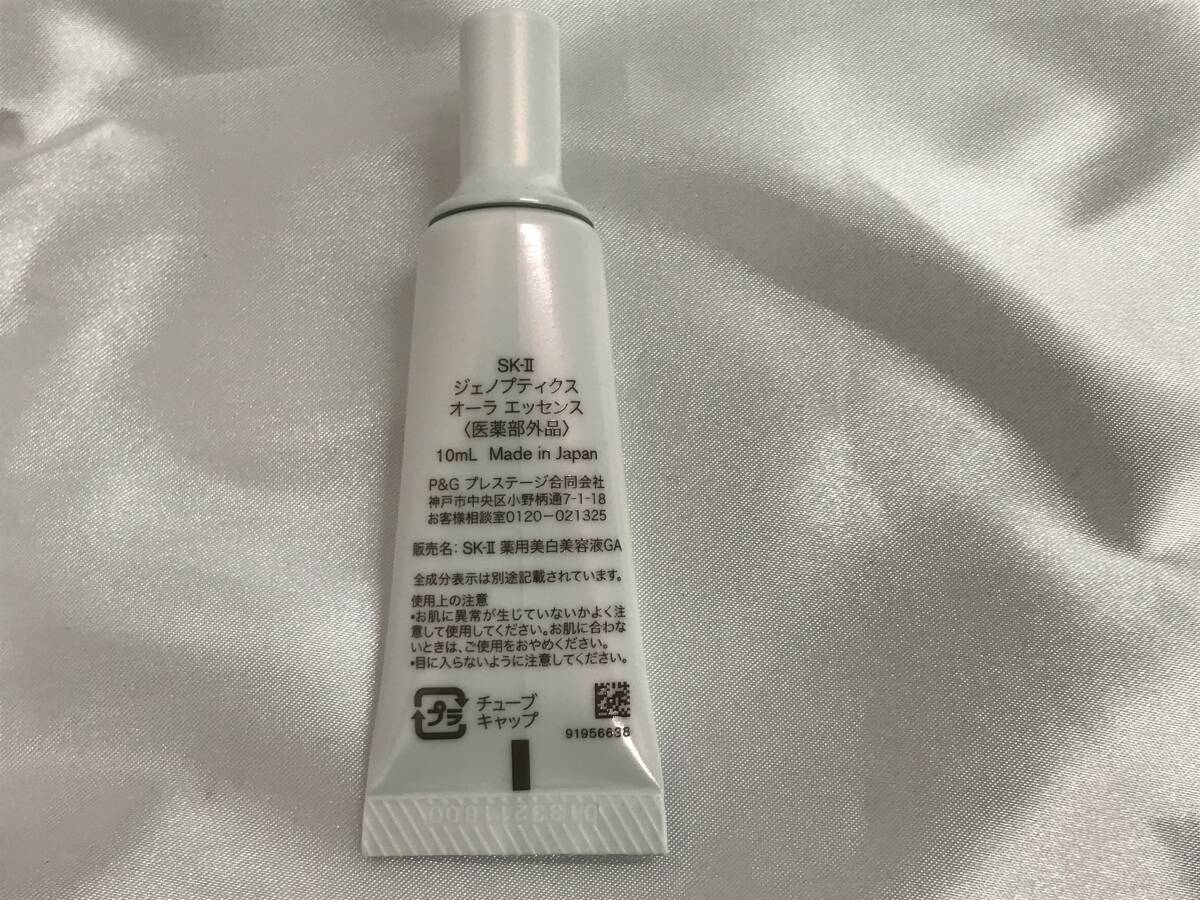 SK-II
ジェノプティクス
オーラ エッセンス
〈医薬部外品〉
10mL Made in Japan
P&G プレステージ合同会社
神戸市中央区小野柄通7-1-18
お客様相談室0120-021325
販売名: SK-II 薬用美白美容液GA
全成分表示は別途記載されています。
使用上の注意
•お肌に異常が生じていないかよく注
意して使用してください。お肌に合わな
いときは、ご使用をおやめください。
•目に入らないように注意してください。
プラ
チューブ
キャップ
91956638